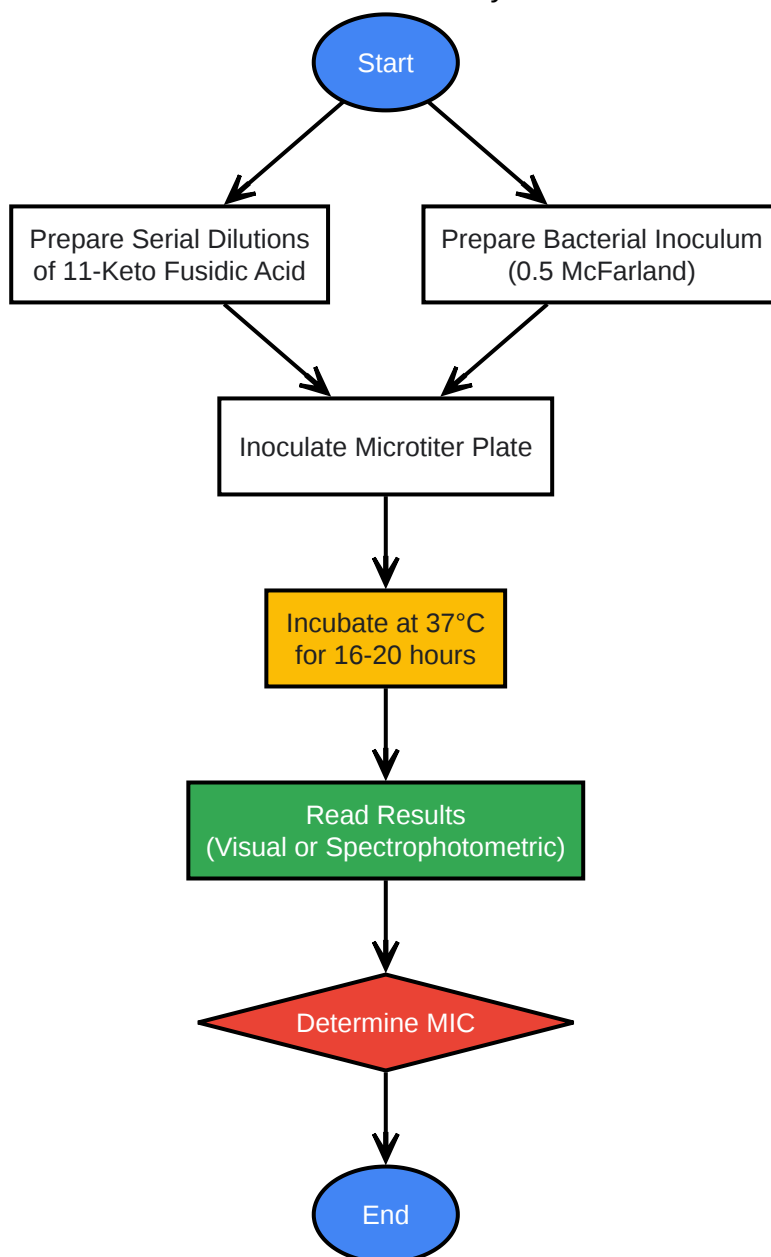 Start
Prepare Serial Dilutions
of 11-Keto Fusidic Acid
Prepare Bacterial Inoculum
(0.5 McFarland)
Inoculate Microtiter Plate
Incubate at 37°C
for 16-20 hours
Read Results
(Visual or Spectrophotometric)
Determine MIC
End